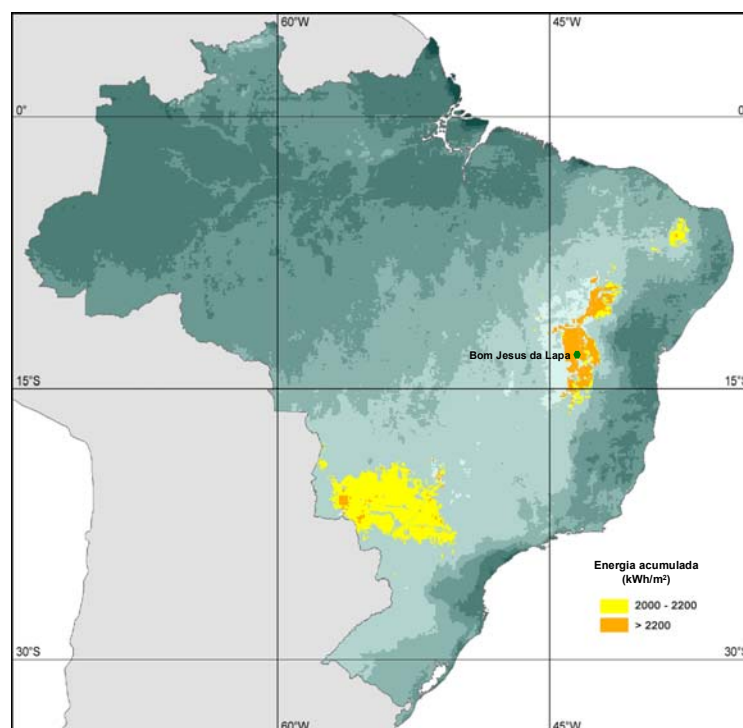 60°W
45°W
0°
0
Bom Jesus da Lapa
15°S
15°S
Energia acumulada
(kWh/m²)
2000 - 2200
> 2200
30°S
30°S
60°W
45°W